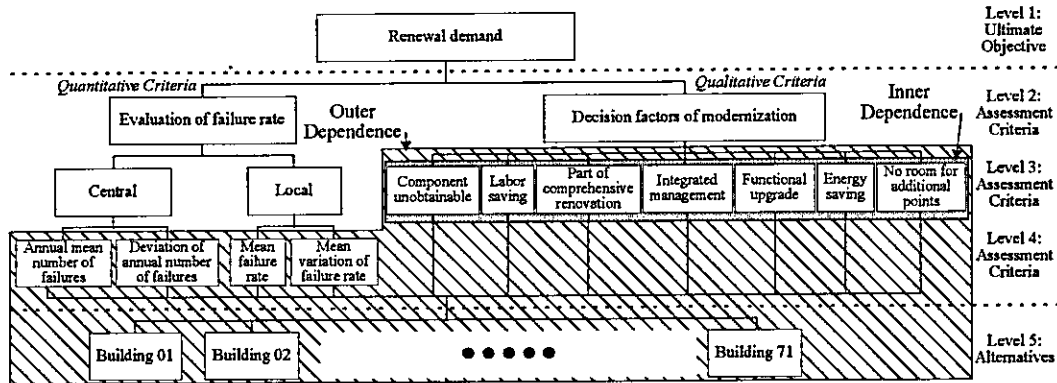 Renewal demand
Level 1:
Ultimate
Objective
Quantitative Criteria
Qualitative Criteria
Evaluation of failure rate
Outer
Dependence
Decision factors of modernization
Inner
Dependence
Level 2:
Assessment
Criteria
Central
Local
Component
unobtainable
Labor
saving
Part of
comprehensive
renovation
Integrated
management
Functional
upgrade
Energy
saving
No room for
additional
points
Level 3:
Assessment
Criteria
Annual mean
number of
failures
Deviation of
annual number
of failures
Mean
failure
rate
Mean
variation of
failure rate
Level 4:
Assessment
Criteria
Building 01
Building 02
Building 71
Level 5:
Alternatives